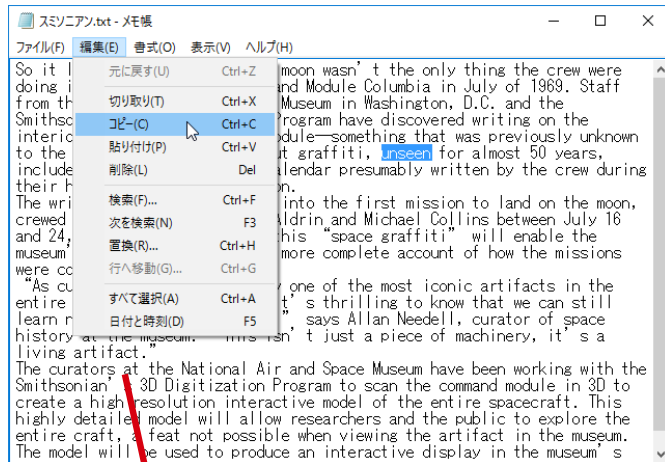 スミソニアン.txt - メモ帳
ファイル(F) 編集(E) 書式(O) 表示(V) ヘルプ(H)
元に戻す(U) Ctrl+Z
切り取り(T) Ctrl+X
コピー(C) Ctrl+C
貼り付け(P) Ctrl+V
削除(L) Del
検索(F)... Ctrl+F
次を検索(N) F3
置換(R)... Ctrl+H
行へ移動(G)... Ctrl+G
すべて選択(A) Ctrl+A
日付と時刻(D) F5
So it moon wasn’t the only thing the crew were
doing Module Columbia in July of 1969. Staff
from Museum in Washington, D.C. and the
Program have discovered writing on the
something that was previously unknown
to the graffiti, unseen for almost 50 years,
include presumably written by the crew during
their
The into the first mission to land on the moon,
crewed Aldrin and Michael Collins between July 16
and 24, “space graffiti” will enable the
museum’ more complete account of how the missions
were
“As one of the most iconic artifacts in the
entire thrilling to know that we can still
learn ” says Allan Needell, curator of space
history at the museum. “This isn’t just a piece of machinery, it’s a
living artifact.”
The curators at the National Air and Space Museum have been working with the
Smithsonian’s 3D Digitization Program to scan the command module in 3D to
create a high resolution interactive model of the entire spacecraft. This
highly detailed model will allow researchers and the public to explore the
entire craft, a feat not possible when viewing the artifact in the museum.
The model will be used to produce an interactive display in the museum’s